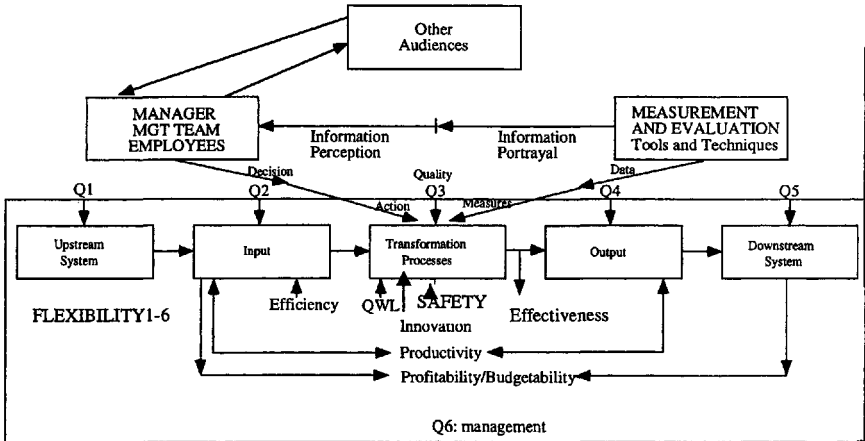 Other
Audiences
MANAGER
MGT TEAM
EMPLOYEES
MEASUREMENT
AND EVALUATION
Tools and Techniques
Information
Perception
Information
Portrayal
Decision
Quality
Data
Q1
Q2
Q3
Q4
Q5
Action
Measures
Upstream
System
Input
Transformation
Processes
Output
Downstream
System
Efficiency
QWL
SAFETY
FLEXIBILITY1-6
Innovation
Effectiveness
Productivity
Profitability/Budgetability
Q6: management